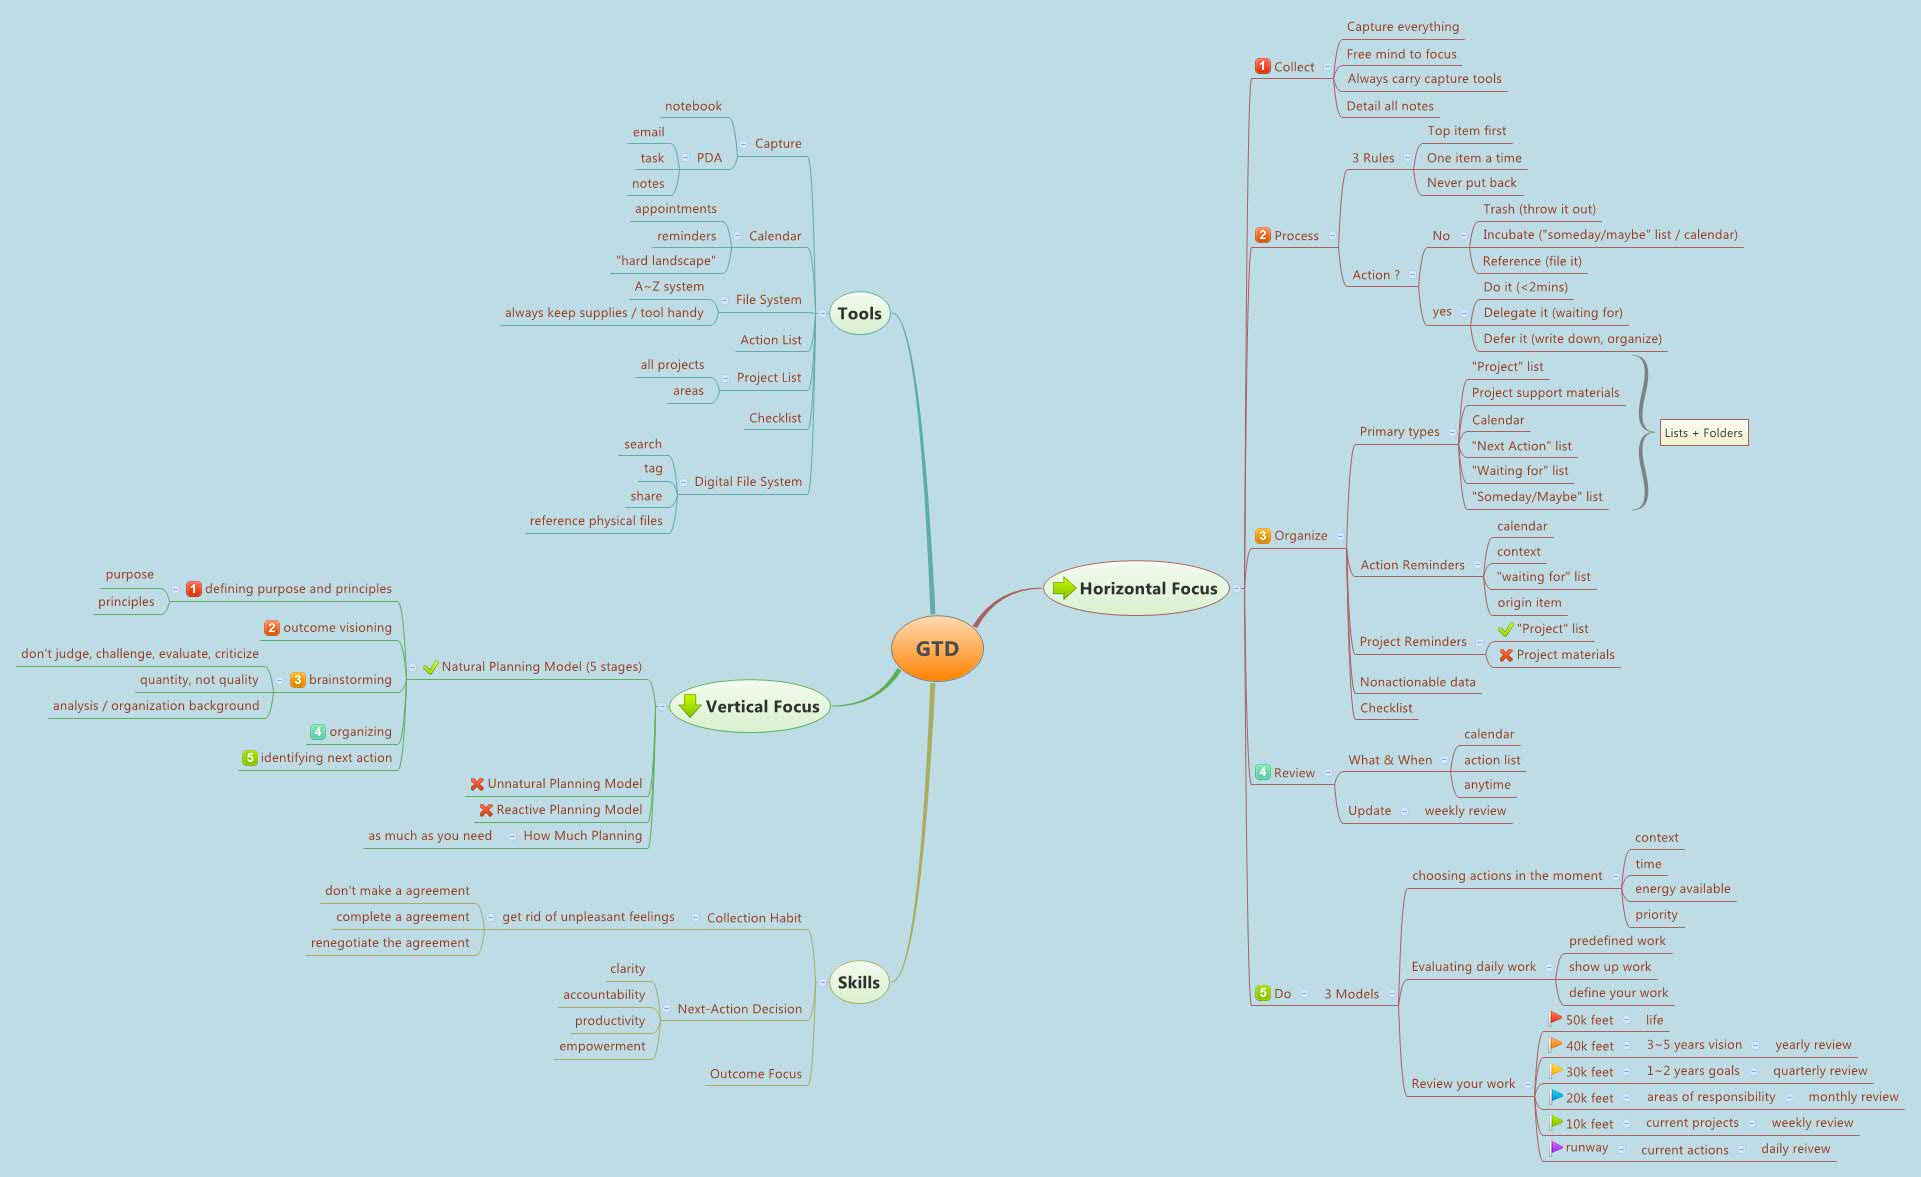 GTD
Tools
Capture
notebook
PDA
email
task
notes
Calendar
appointments
reminders
"hard landscape"
File System
A~Z system
always keep supplies / tool handy
Action List
Project List
all projects
areas
Checklist
Digital File System
search
tag
share
reference physical files
Vertical Focus
Natural Planning Model (5 stages)
1 defining purpose and principles
purpose
principles
2 outcome visioning
3 brainstorming
don't judge, challenge, evaluate, criticize
quantity, not quality
analysis / organization background
4 organizing
5 identifying next action
Unnatural Planning Model
Reactive Planning Model
How Much Planning
as much as you need
Skills
Collection Habit
get rid of unpleasant feelings
don't make a agreement
complete a agreement
renegotiate the agreement
Next-Action Decision
clarity
accountability
productivity
empowerment
Outcome Focus
Horizontal Focus
1 Collect
Capture everything
Free mind to focus
Always carry capture tools
Detail all notes
2 Process
3 Rules
Top item first
One item a time
Never put back
Action ?
No
Trash (throw it out)
Incubate ("someday/maybe" list / calendar)
Reference (file it)
yes
Do it (<2mins)
Delegate it (waiting for)
Defer it (write down, organize)
3 Organize
Primary types
"Project" list
Project support materials
Calendar
"Next Action" list
"Waiting for" list
"Someday/Maybe" list
Lists + Folders
Action Reminders
calendar
context
"waiting for" list
origin item
Project Reminders
"Project" list
Project materials
Nonactionable data
Checklist
4 Review
What & When
calendar
action list
anytime
Update
weekly review
5 Do
3 Models
choosing actions in the moment
context
time
energy available
priority
Evaluating daily work
predefined work
show up work
define your work
Review your work
50k feet life
40k feet 3~5 years vision yearly review
30k feet 1~2 years goals quarterly review
20k feet areas of responsibility monthly review
10k feet current projects weekly review
runway current actions daily reivew